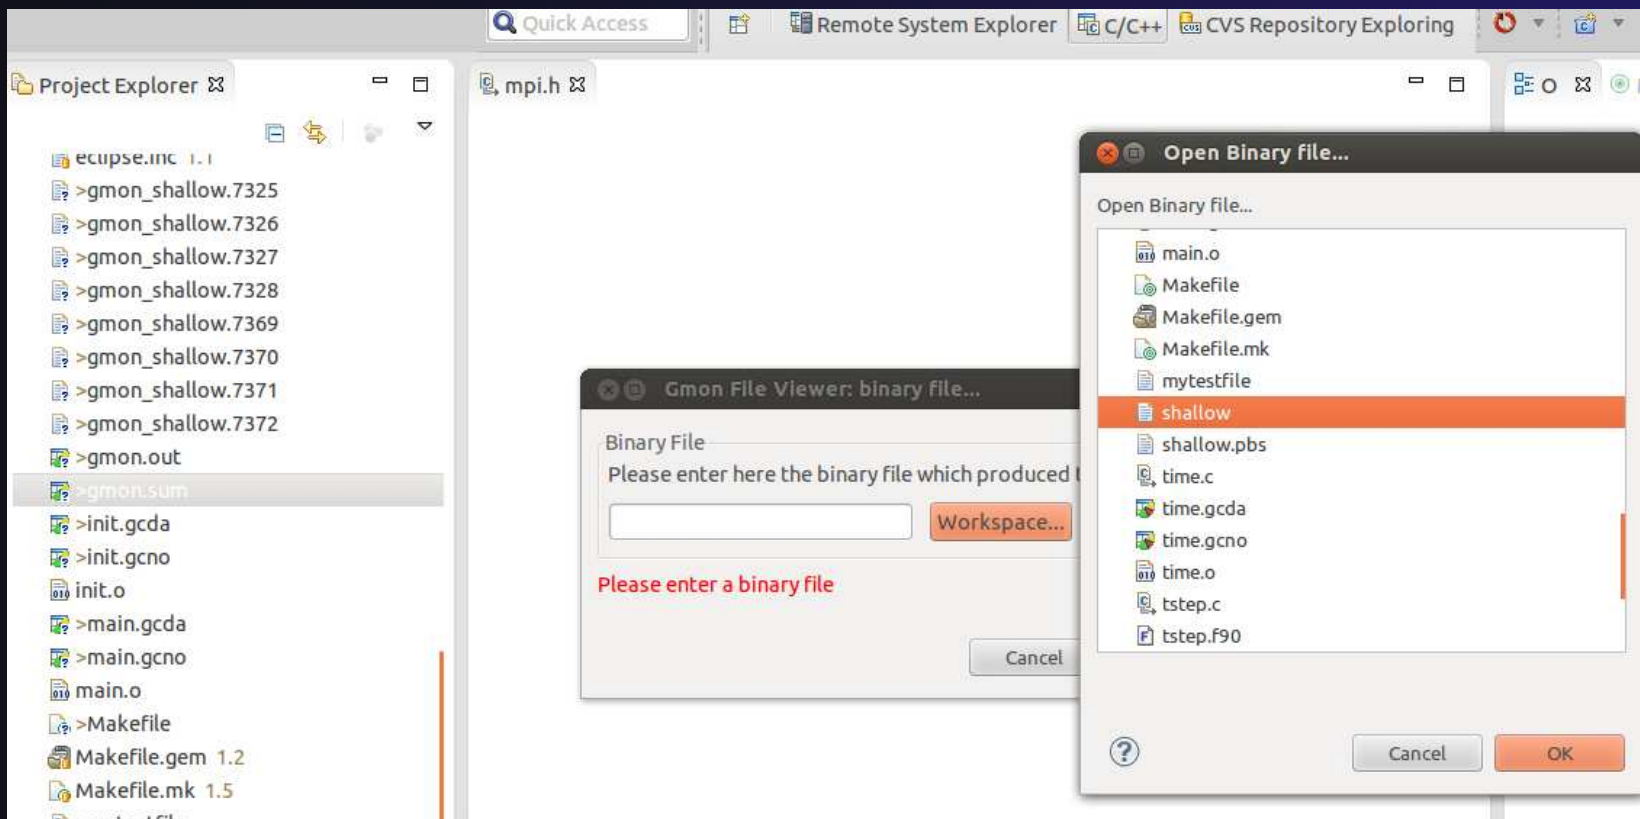 Quick Access
Remote System Explorer
C/C++
CVS Repository Exploring
Project Explorer
mpi.h
O
eclipse.inc 1.1
>gmon_shallow.7325
>gmon_shallow.7326
>gmon_shallow.7327
>gmon_shallow.7328
>gmon_shallow.7369
>gmon_shallow.7370
>gmon_shallow.7371
>gmon_shallow.7372
>gmon.out
>gmon.sum
>init.gcda
>init.gcno
init.o
>main.gcda
>main.gcno
main.o
>Makefile
Makefile.gem 1.2
Makefile.mk 1.5
Gmon File Viewer: binary file...
Binary File
Please enter here the binary file which produced
Workspace...
Please enter a binary file
Cancel
Open Binary file...
Open Binary file...
main.o
Makefile
Makefile.gem
Makefile.mk
mytestfile
shallow
shallow.pbs
time.c
time.gcda
time.gcno
time.o
tstep.c
tstep.f90
Cancel
OK